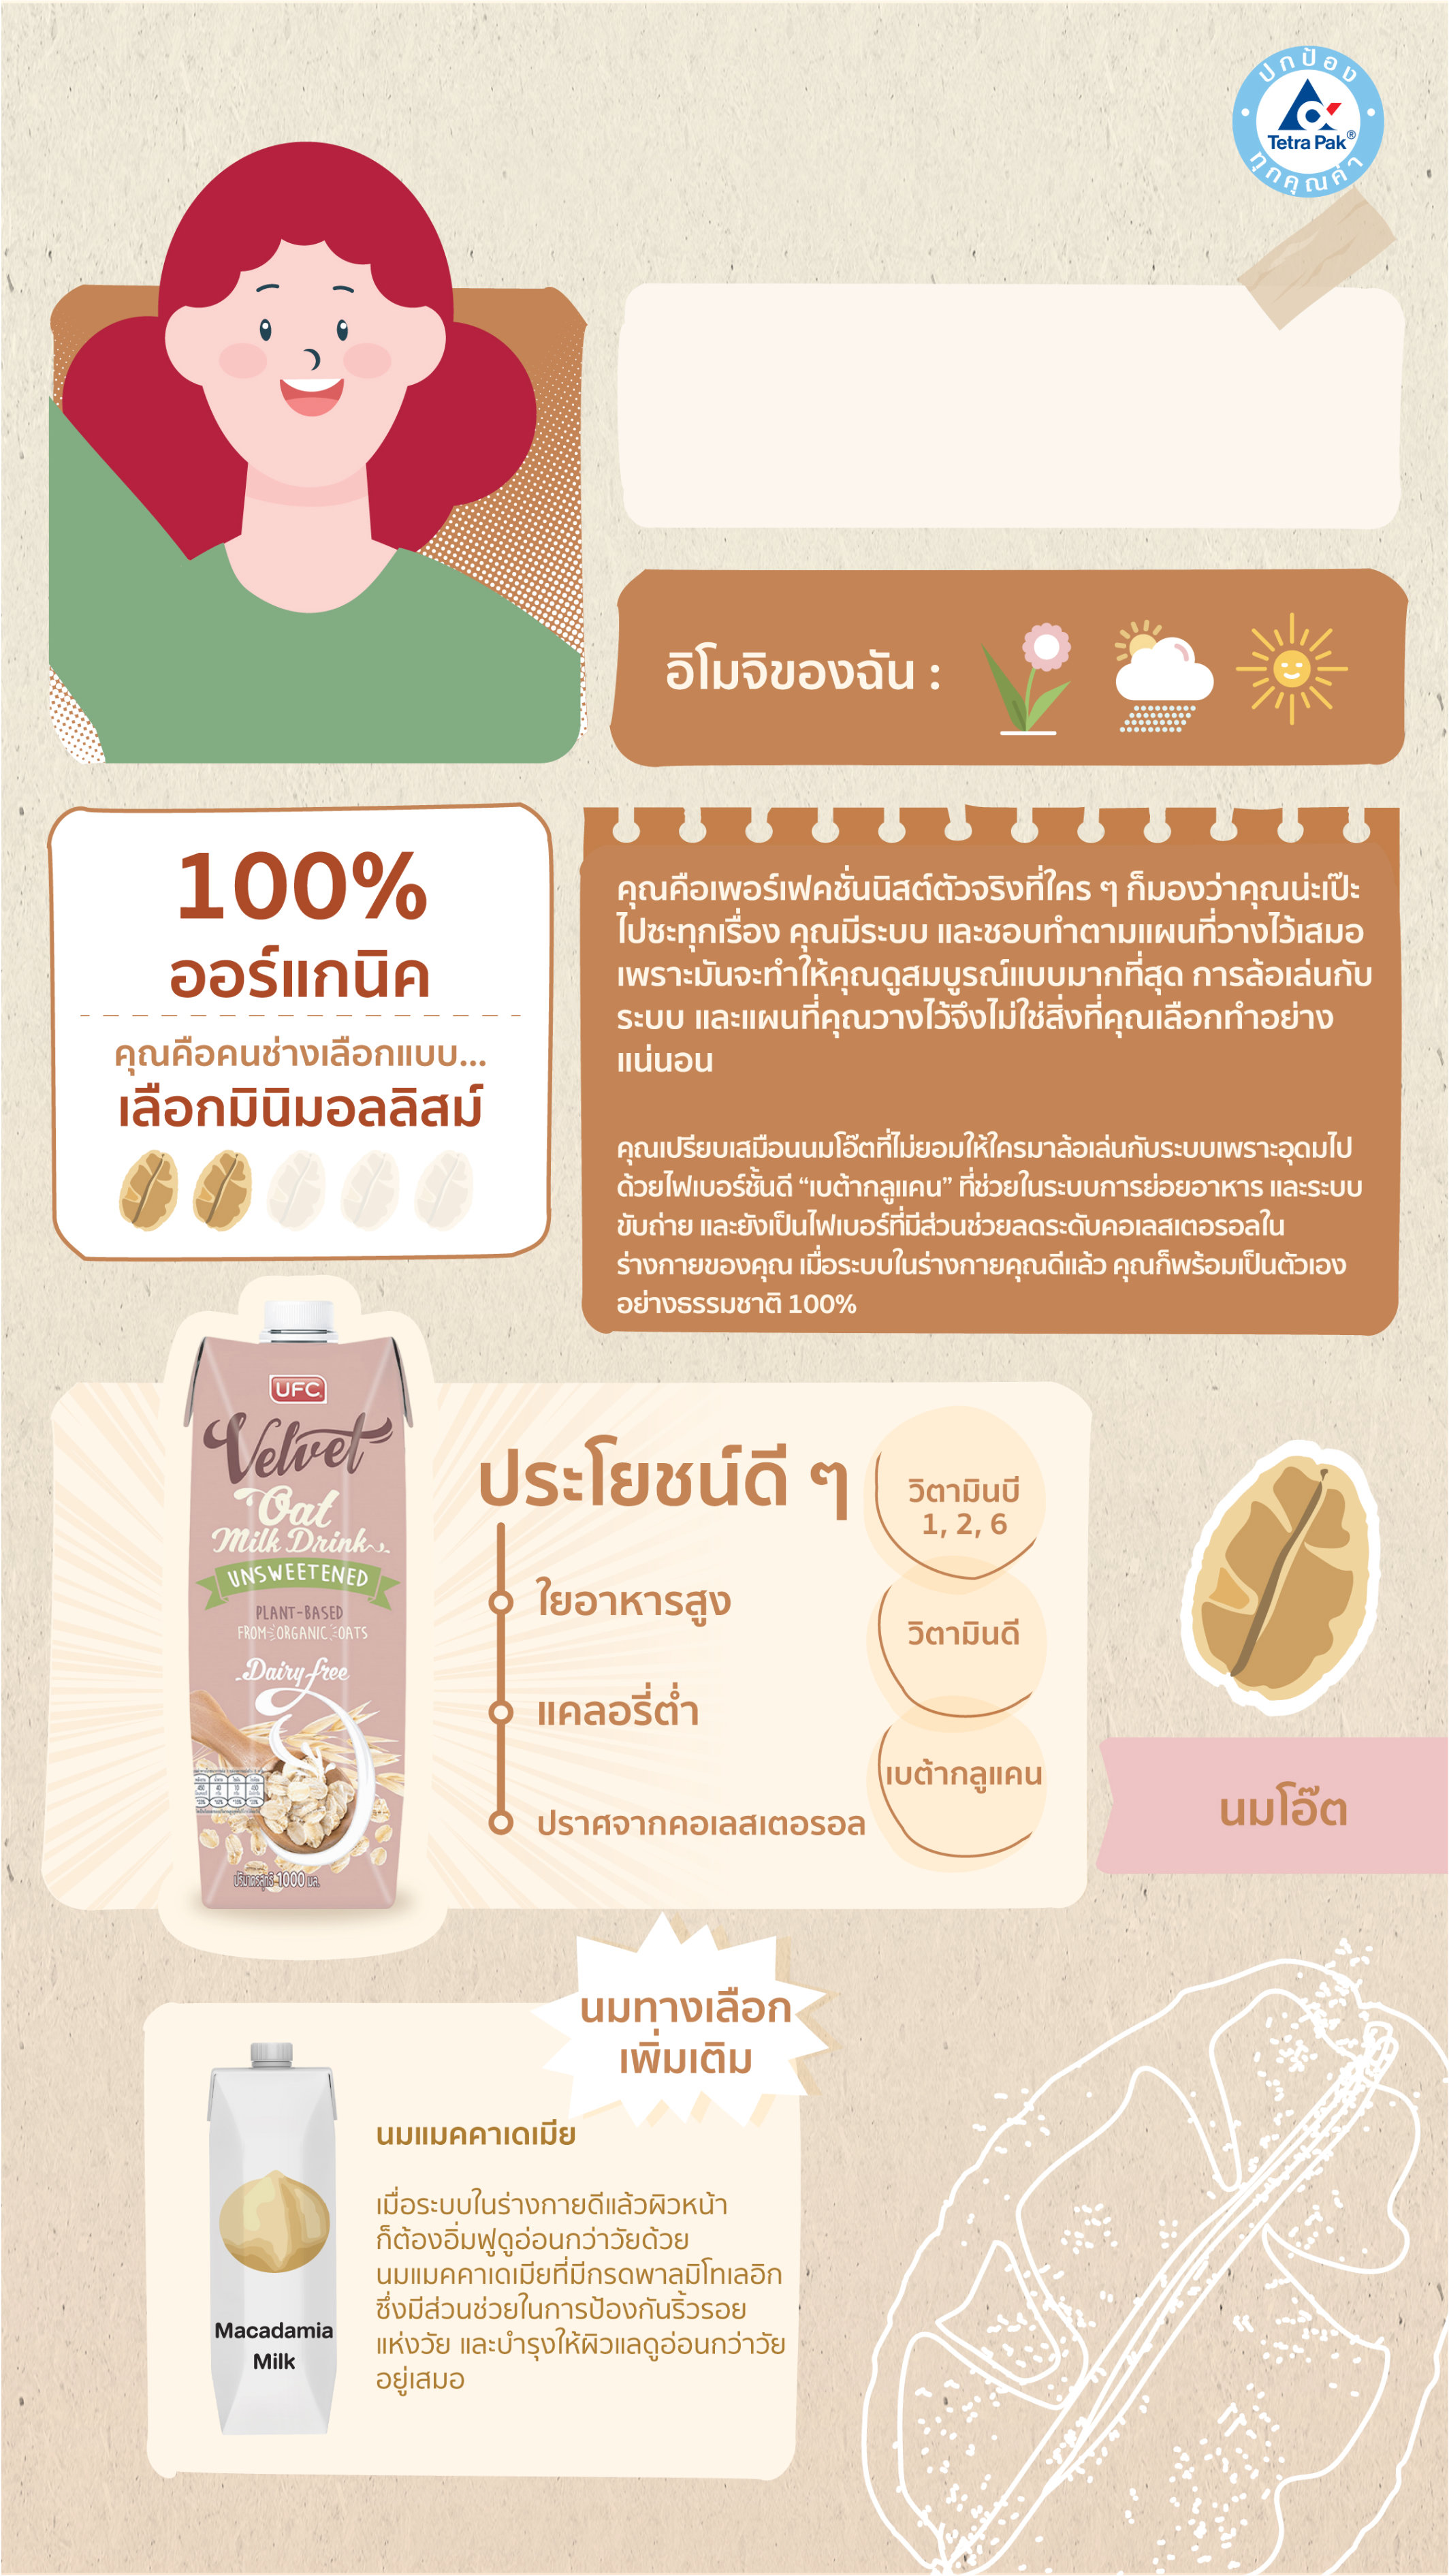 ปกป้อง
Tetra Pak®
ทุกคุณค่า
อิโมจิของฉัน :
100%
ออร์แกนิค
คุณคือคนช่างเลือกแบบ...
เลือกมินิมอลลิสม์
คุณคือเพอร์เฟคชั่นนิสต์ตัวจริงที่ใคร ๆ ก็มองว่าคุณน่ะเป๊ะ
ไปซะทุกเรื่อง คุณมีระบบ และชอบทำตามแผนที่วางไว้เสมอ
เพราะมันจะทำให้คุณดูสมบูรณ์แบบมากที่สุด การล้อเล่นกับ
ระบบ และแผนที่คุณวางไว้จึงไม่ใช่สิ่งที่คุณเลือกทำอย่าง
แน่นอน
คุณเปรียบเสมือนนมโอ๊ตที่ไม่ยอมให้ใครมาล้อเล่นกับระบบเพราะอุดมไป
ด้วยไฟเบอร์ชั้นดี “เบต้ากลูแคน” ที่ช่วยในระบบการย่อยอาหาร และระบบ
ขับถ่าย และยังเป็นไฟเบอร์ที่มีส่วนช่วยลดระดับคอเลสเตอรอลใน
ร่างกายของคุณ เมื่อระบบในร่างกายคุณดีแล้ว คุณก็พร้อมเป็นตัวเอง
อย่างธรรมชาติ 100%
UFC
Velvet
Oat
Milk Drink
UNSWEETENED
PLANT-BASED
FROM ORGANIC OATS
Dairy free
ปริมาตรสุทธิ 1000 มล.
ประโยชน์ดี ๆ
ใยอาหารสูง
แคลอรี่ต่ำ
ปราศจากคอเลสเตอรอล
วิตามินบี
1, 2, 6
วิตามินดี
เบต้ากลูแคน
นมโอ๊ต
นมทางเลือก
เพิ่มเติม
Macadamia
Milk
นมแมคคาเดเมีย
เมื่อระบบในร่างกายดีแล้วผิวหน้า
ก็ต้องอิ่มฟูดูอ่อนกว่าวัยด้วย
นมแมคคาเดเมียที่มีกรดพาลมิโทเลอิก
ซึ่งมีส่วนช่วยในการป้องกันริ้วรอย
แห่งวัย และบำรุงให้ผิวแลดูอ่อนกว่าวัย
อยู่เสมอ